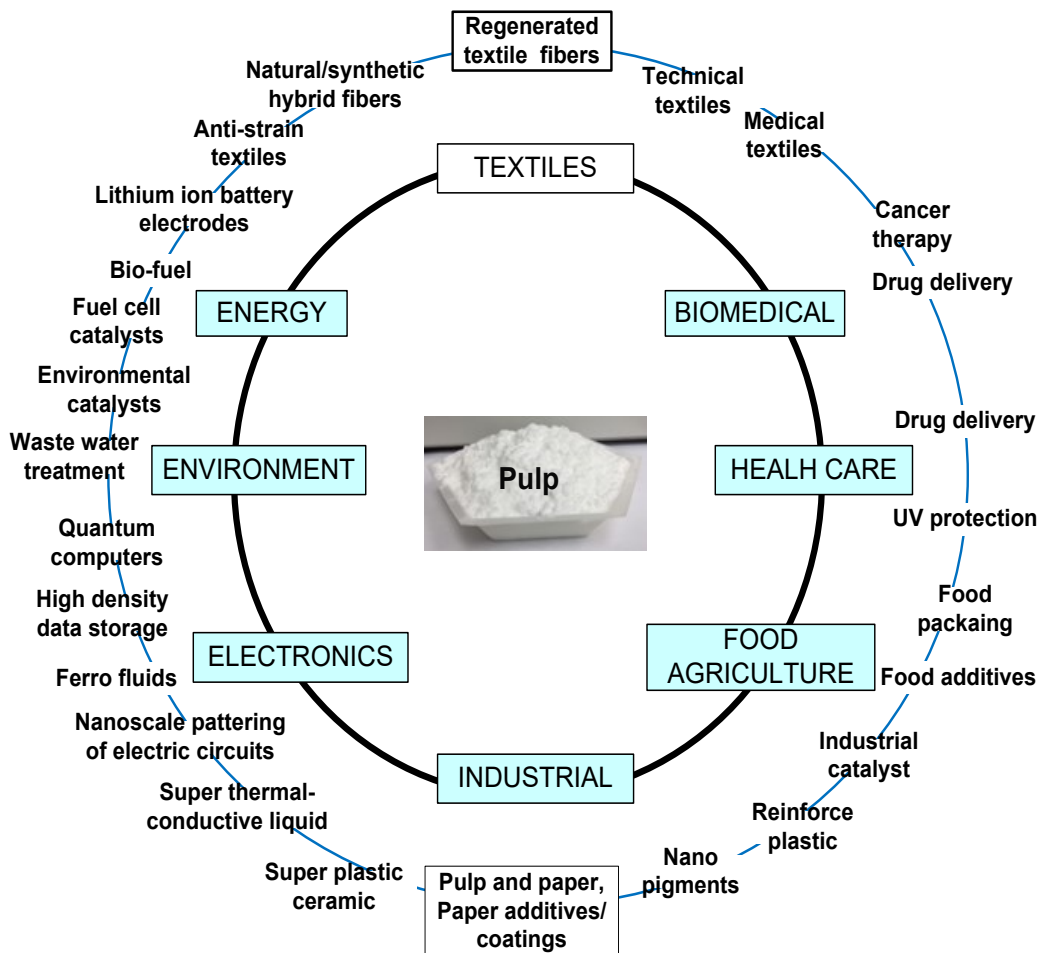 Regenerated
textile fibers
Natural/synthetic
hybrid fibers
Technical
textiles
Anti-strain
textiles
Medical
textiles
TEXTILES
Lithium ion battery
electrodes
Cancer
therapy
Bio-fuel
Drug delivery
Fuel cell
catalysts
ENERGY
BIOMEDICAL
Environmental
catalysts
Drug delivery
Waste water
treatment
ENVIRONMENT
Pulp
HEALH CARE
UV protection
Quantum
computers
High density
data storage
Food
packaing
ELECTRONICS
FOOD
AGRICULTURE
Ferro fluids
Food additives
Nanoscale pattering
of electric circuits
Industrial
catalyst
INDUSTRIAL
Super thermal-
conductive liquid
Reinforce
plastic
Super plastic
ceramic
Pulp and paper,
Paper additives/
coatings
Nano
pigments